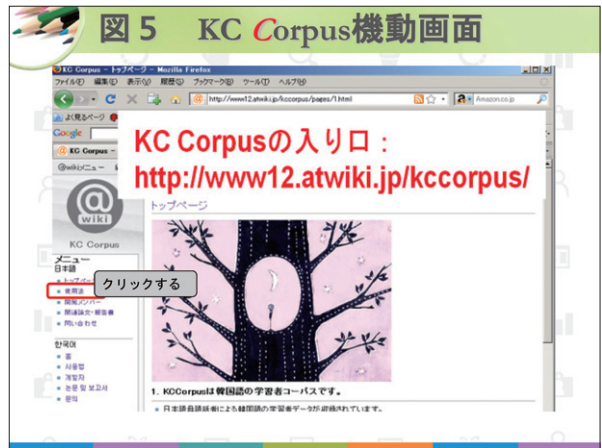 図5　KC Corpus機動画面
KC Corpus - トップページ - Mozilla Firefox
ファイル(F) 編集(E) 表示(V) 履歴(S) ブックマーク(B) ツール(T) ヘルプ(H)
http://www12.atwiki.jp/kccorpus/pages/1.html
Amazon.co.jp
よく見るページ
Google
KC Corpus -
KC Corpusの入り口：
http://www12.atwiki.jp/kccorpus/
@wikiメニュー
トップページ
@
wiki
KC Corpus
メニュー
日本語
トップページ
使用法
クリックする
開発メンバー
関連論文・報告書
問い合わせ
한국어
홈
사용법
개발자
논문 및 보고서
문의
1. KCCorpusは韓国語の学習者コーパスです。
日本語母語話者による韓国語の学習者データが収録されています。